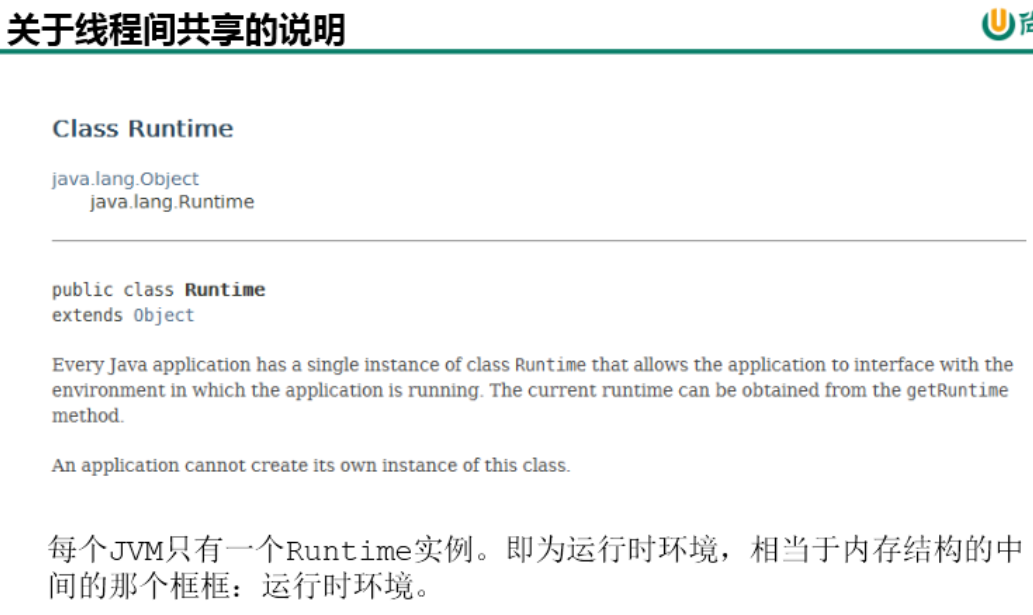 关于线程间共享的说明
Class Runtime
java.lang.Object
java.lang.Runtime
public class Runtime
extends Object
Every Java application has a single instance of class Runtime that allows the application to interface with the
environment in which the application is running. The current runtime can be obtained from the getRuntime
method.
An application cannot create its own instance of this class.
每个JVM只有一个Runtime实例。即为运行时环境，相当于内存结构的中
间的那个框框：运行时环境。